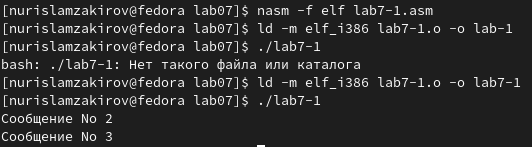 [nurislamzakirov@fedora lab07]$ nasm -f elf lab7-1.asm
[nurislamzakirov@fedora lab07]$ ld -m elf_i386 lab7-1.o -o lab-1
[nurislamzakirov@fedora lab07]$ ./lab7-1
bash: ./lab7-1: Нет такого файла или каталога
[nurislamzakirov@fedora lab07]$ ld -m elf_i386 lab7-1.o -o lab7-1
[nurislamzakirov@fedora lab07]$ ./lab7-1
Сообщение No 2
Сообщение No 3